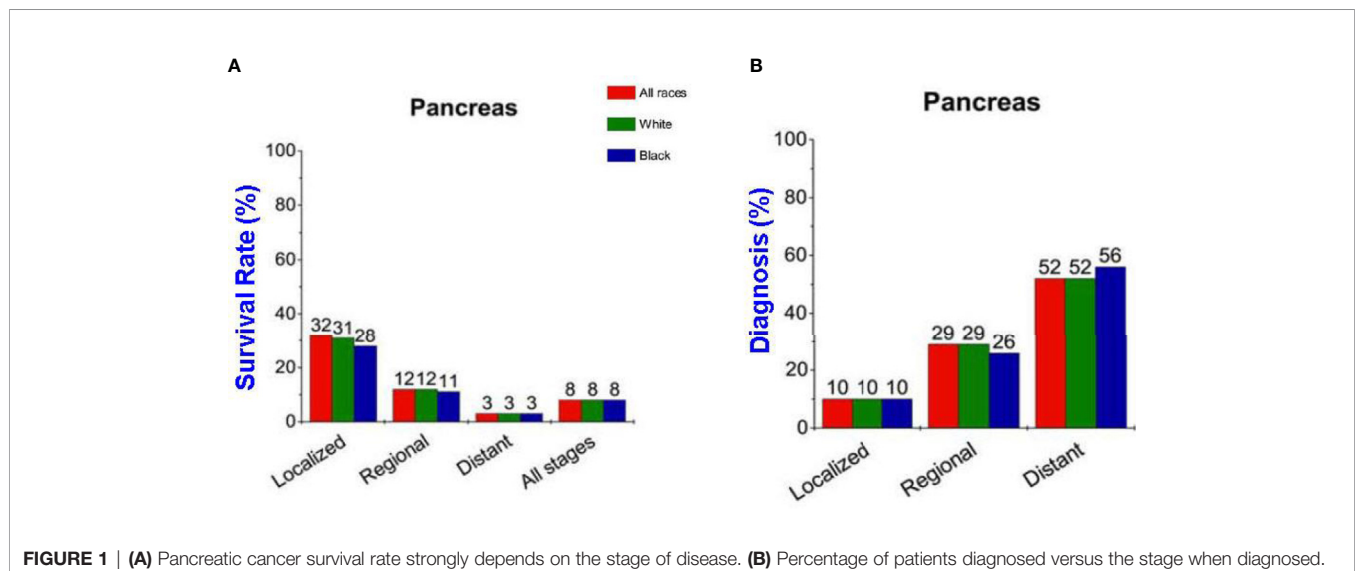 A
Pancreas
All races
White
Black
Survival Rate (%)
100
80
60
40
20
0
32 31 28
12 12 11
3 3 3
8 8 8
Localized
Regional
Distant
All stages
B
Pancreas
Diagnosis (%)
100
80
60
40
20
0
10 10 10
29 29 26
52 52 56
Localized
Regional
Distant
FIGURE 1 | (A) Pancreatic cancer survival rate strongly depends on the stage of disease. (B) Percentage of patients diagnosed versus the stage when diagnosed.